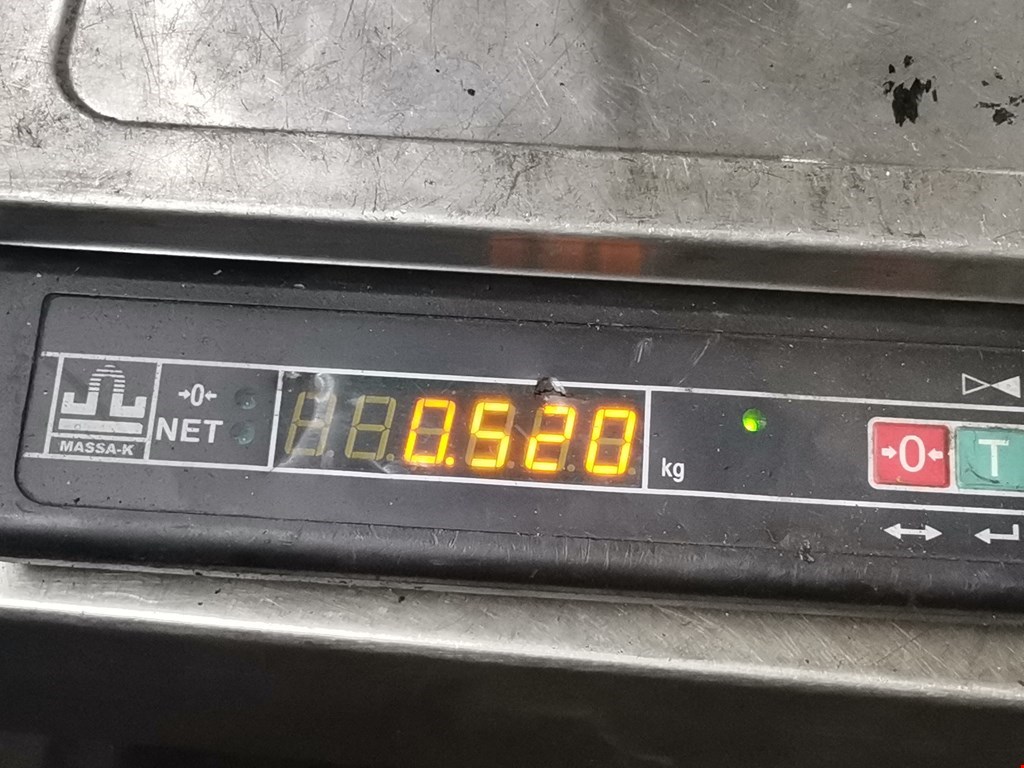 →0←
NET
MASSA-K
0.520
kg
→0←
T